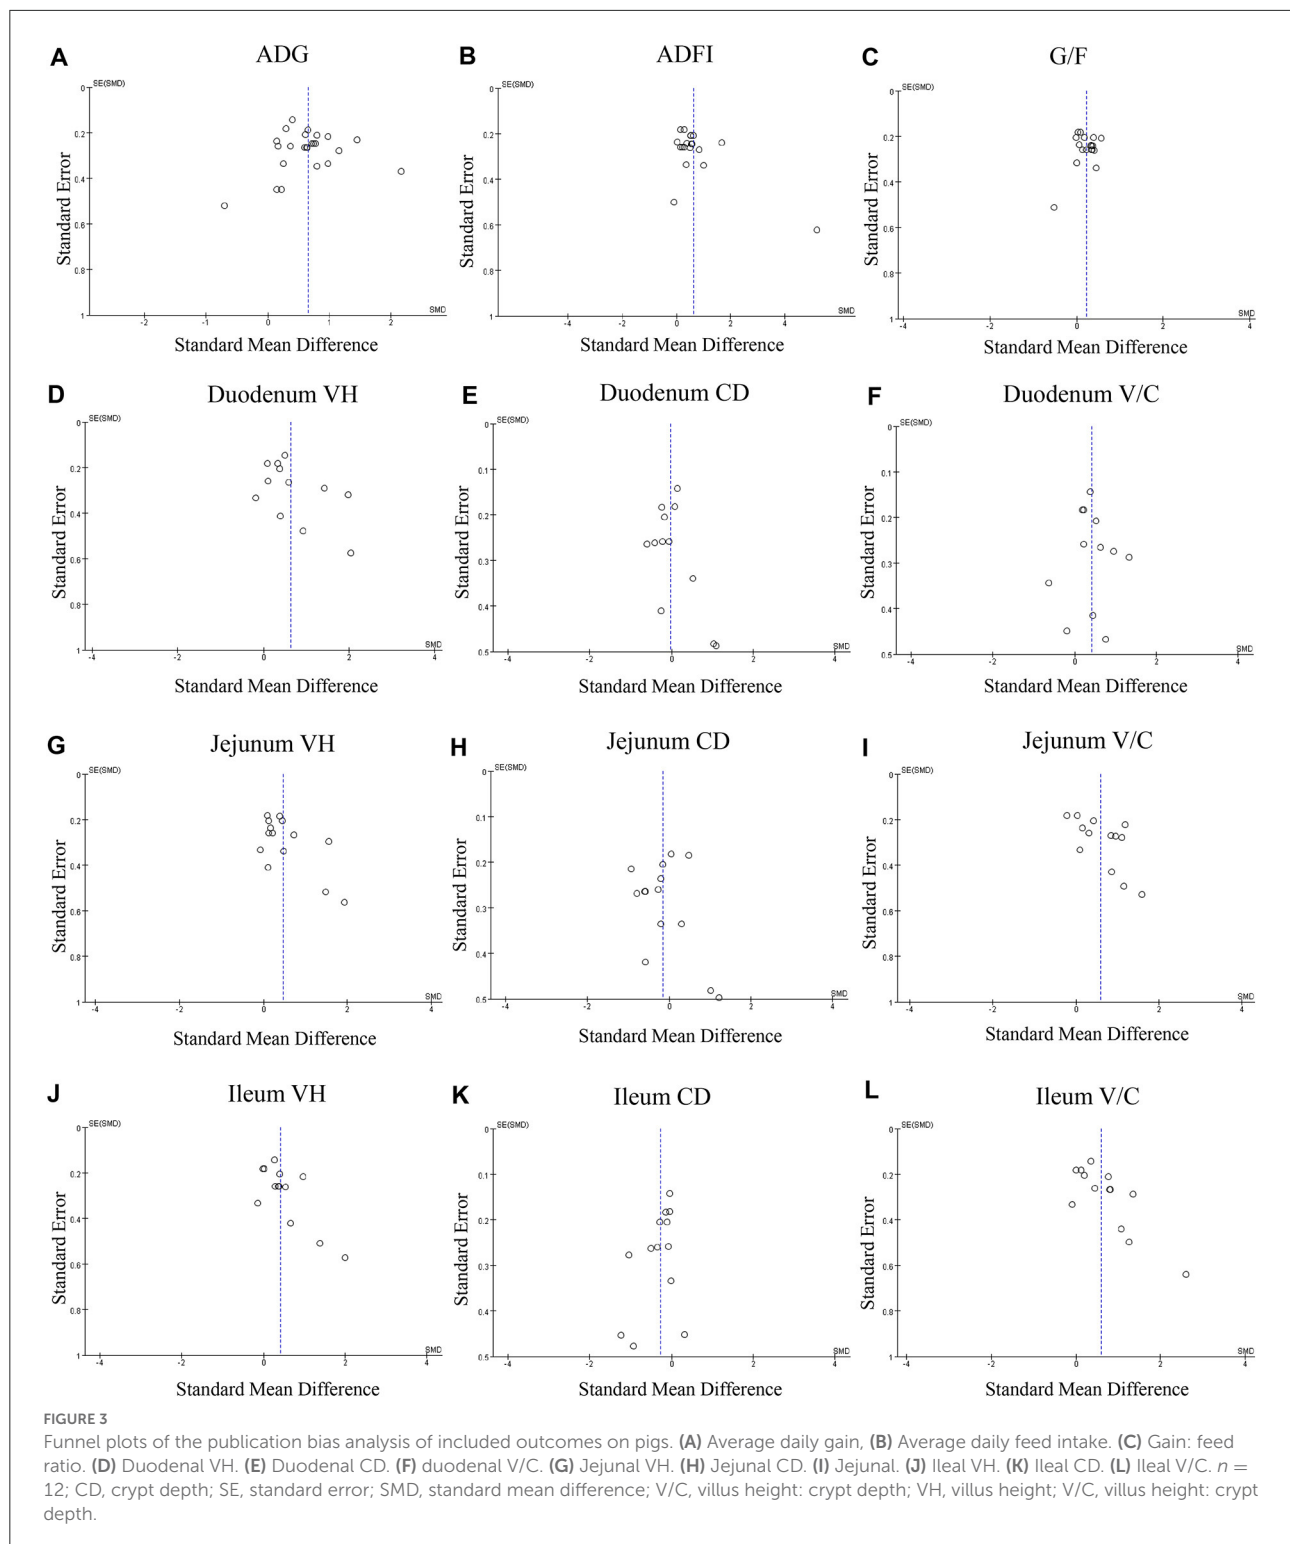 A
ADG
SE(SMD)
0
0.2
0.4
0.6
0.8
1
-2
-1
0
1
2
SMD
Standard Error
Standard Mean Difference
B
ADFI
SE(SMD)
0
0.2
0.4
0.6
0.8
1
-4
-2
0
2
4
SMD
Standard Error
Standard Mean Difference
C
G/F
SE(SMD)
0
0.2
0.4
0.6
0.8
1
-4
-2
0
2
4
SMD
Standard Error
Standard Mean Difference
D
Duodenum VH
SE(SMD)
0
0.2
0.4
0.6
0.8
1
-4
-2
0
2
4
SMD
Standard Error
Standard Mean Difference
E
Duodenum CD
SE(SMD)
0
0.1
0.2
0.3
0.4
0.5
-4
-2
0
2
4
SMD
Standard Error
Standard Mean Difference
F
Duodenum V/C
SE(SMD)
0
0.1
0.2
0.3
0.4
0.5
-4
-2
0
2
4
SMD
Standard Error
Standard Mean Difference
G
Jejunum VH
SE(SMD)
0
0.2
0.4
0.6
0.8
1
-4
-2
0
2
4
SMD
Standard Error
Standard Mean Difference
H
Jejunum CD
SE(SMD)
0
0.1
0.2
0.3
0.4
0.5
-4
-2
0
2
4
SMD
Standard Error
Standard Mean Difference
I
Jejunum V/C
SE(SMD)
0
0.2
0.4
0.6
0.8
1
-4
-2
0
2
4
SMD
Standard Error
Standard Mean Difference
J
Ileum VH
SE(SMD)
0
0.2
0.4
0.6
0.8
1
-4
-2
0
2
4
SMD
Standard Error
Standard Mean Difference
K
Ileum CD
SE(SMD)
0
0.1
0.2
0.3
0.4
0.5
-4
-2
0
2
4
SMD
Standard Error
Standard Mean Difference
L
Ileum V/C
SE(SMD)
0
0.2
0.4
0.6
0.8
1
-4
-2
0
2
4
SMD
Standard Error
Standard Mean Difference
FIGURE 3
Funnel plots of the publication bias analysis of included outcomes on pigs. (A) Average daily gain, (B) Average daily feed intake. (C) Gain: feed
ratio. (D) Duodenal VH. (E) Duodenal CD. (F) duodenal V/C. (G) Jejunal VH. (H) Jejunal CD. (I) Jejunal. (J) Ileal VH. (K) Ileal CD. (L) Ileal V/C. n =
12; CD, crypt depth; SE, standard error; SMD, standard mean difference; V/C, villus height: crypt depth; VH, villus height; V/C, villus height: crypt
depth.